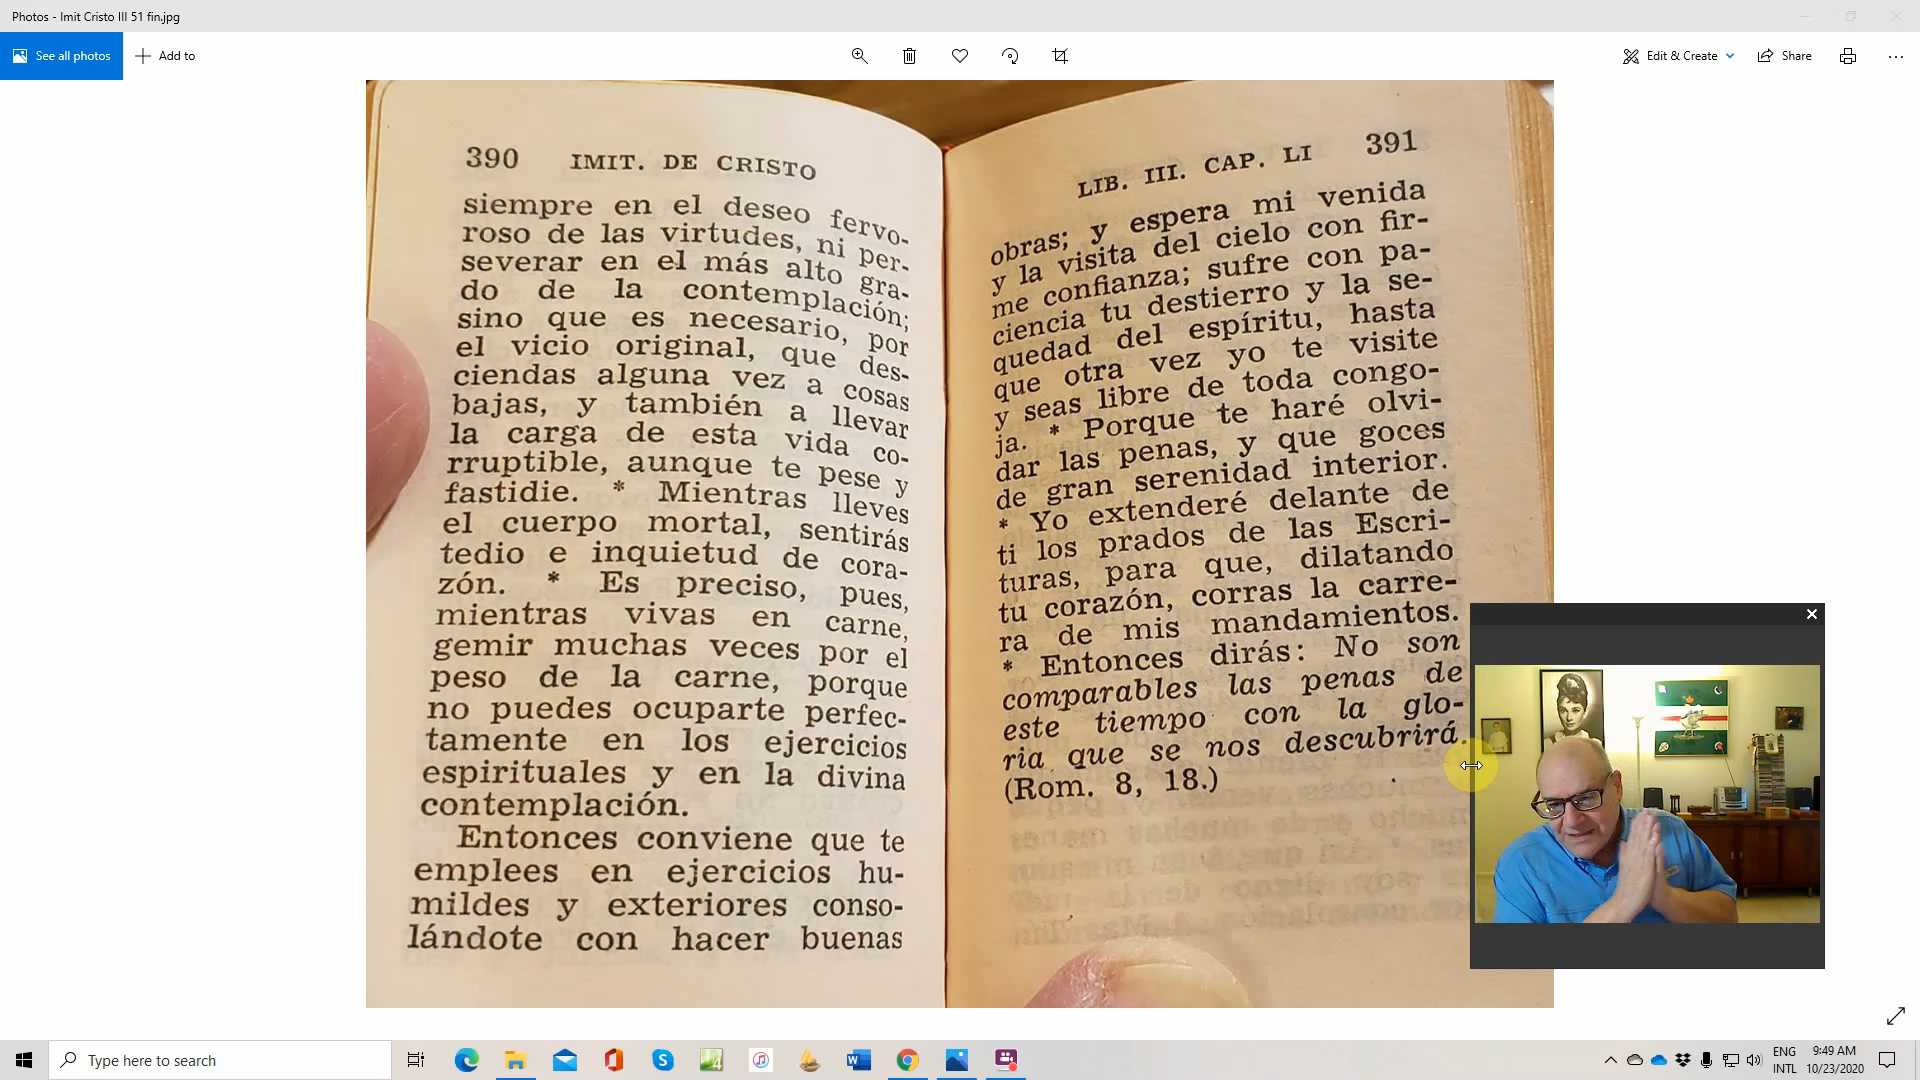 Photos - Imit Cristo III 51 fin.jpg
See all photos
Add to
Edit & Create
Share
390 IMIT. DE CRISTO
siempre en el deseo fervo-
roso de las virtudes, ni per-
severar en el más alto gra-
do de la contemplación;
sino que es necesario, por
el vicio original, que des-
ciendas alguna vez a cosas
bajas, y también a llevar
la carga de esta vida co-
rruptible, aunque te pese y
fastidie. * Mientras lleves
el cuerpo mortal, sentirás
tedio e inquietud de cora-
zón. * Es preciso, pues,
mientras vivas en carne,
gemir muchas veces por el
peso de la carne, porque
no puedes ocuparte perfec-
tamente en los ejercicios
espirituales y en la divina
contemplación.
Entonces conviene que te
emplees en ejercicios hu-
mildes y exteriores conso-
lándote con hacer buenas
LIB. III. CAP. LI 391
obras; y espera mi venida
y la visita del cielo con fir-
me confianza; sufre con pa-
ciencia tu destierro y la se-
quedad del espíritu, hasta
que otra vez yo te visite
y seas libre de toda congo-
ja. * Porque te haré olvi-
dar las penas, y que goces
de gran serenidad interior.
* Yo extenderé delante de
ti los prados de las Escri-
turas, para que, dilatando
tu corazón, corras la carre-
ra de mis mandamientos.
* Entonces dirás: No son
comparables las penas de
este tiempo con la glo-
ria que se nos descubrirá.
(Rom. 8, 18.)
Type here to search
ENG
INTL
9:49 AM
10/23/2020